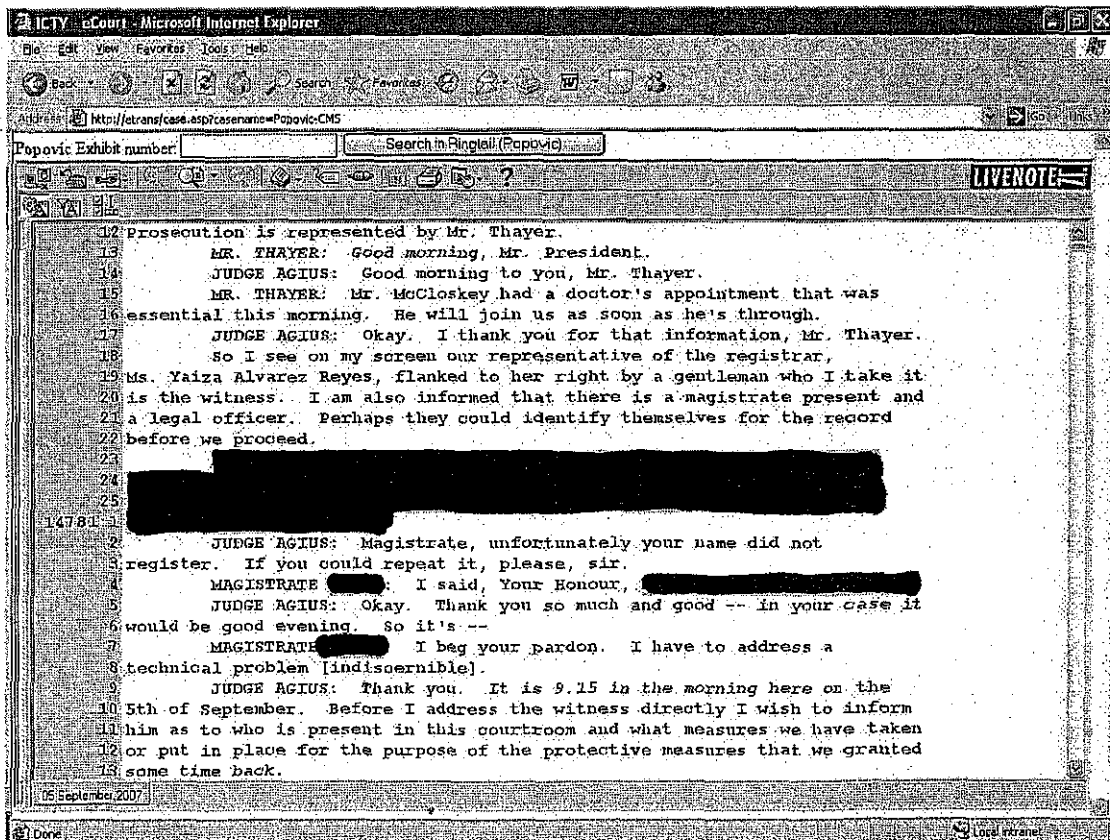 ICTY eCourt - Microsoft Internet Explorer
File Edit View Favorites Tools Help
Back Search Favorites
Address http://etrans/case.asp?casename=Popovic-CMS Go Links
Popovic Exhibit number: Search in Ringtail (Popovic)
LIVENOTE
12 Prosecution is represented by Mr. Thayer.
13 MR. THAYER: Good morning, Mr. President.
14 JUDGE AGIUS: Good morning to you, Mr. Thayer.
15 MR. THAYER: Mr. McCloskey had a doctor's appointment that was
16 essential this morning. He will join us as soon as he's through.
17 JUDGE AGIUS: Okay. I thank you for that information, Mr. Thayer.
18 So I see on my screen our representative of the registrar,
19 Ms. Yaiza Alvarez Reyes, flanked to her right by a gentleman who I take it
20 is the witness. I am also informed that there is a magistrate present and
21 a legal officer. Perhaps they could identify themselves for the record
22 before we proceed.
23
24
25
14781 1
2 JUDGE AGIUS: Magistrate, unfortunately your name did not
3 register. If you could repeat it, please, sir.
4 MAGISTRATE : I said, Your Honour,
5 JUDGE AGIUS: Okay. Thank you so much and good -- in your case it
6 would be good evening. So it's --
7 MAGISTRATE I beg your pardon. I have to address a
8 technical problem [indiscernible].
9 JUDGE AGIUS: Thank you. It is 9.15 in the morning here on the
10 5th of September. Before I address the witness directly I wish to inform
11 him as to who is present in this courtroom and what measures we have taken
12 or put in place for the purpose of the protective measures that we granted
13 some time back.
05 September 2007
Done Local intranet